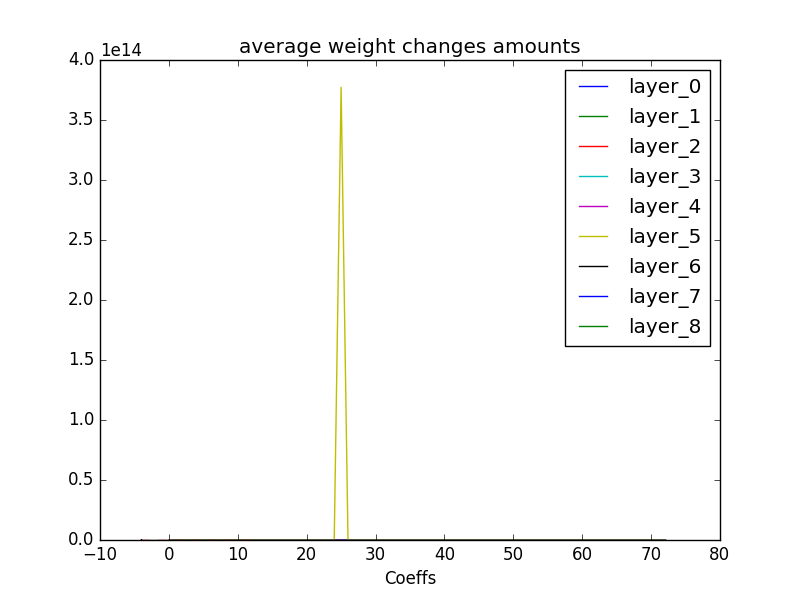 average weight changes amounts
1e14
4.0
3.5
3.0
2.5
2.0
1.5
1.0
0.5
0.0
−10 0 10 20 30 40 50 60 70 80
Coeffs
layer_0
layer_1
layer_2
layer_3
layer_4
layer_5
layer_6
layer_7
layer_8